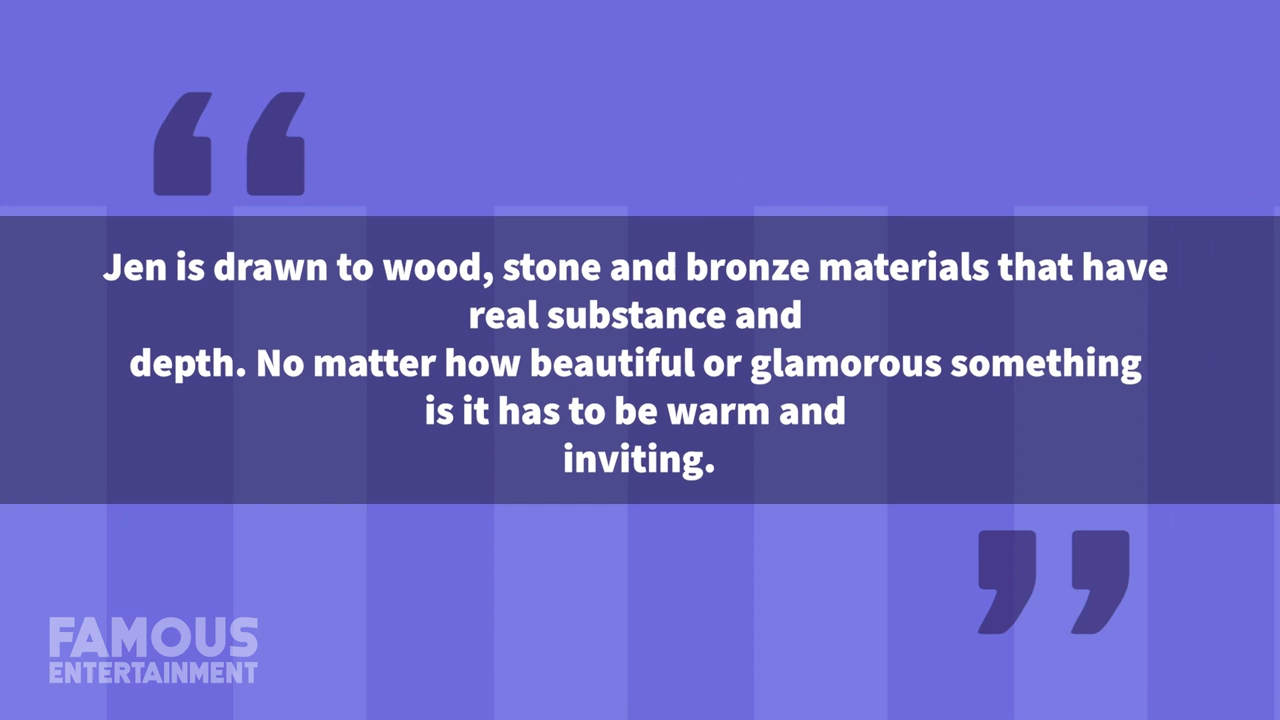 “
Jen is drawn to wood, stone and bronze materials that have
real substance and
depth. No matter how beautiful or glamorous something
is it has to be warm and
inviting.
”
FAMOUS
ENTERTAINMENT